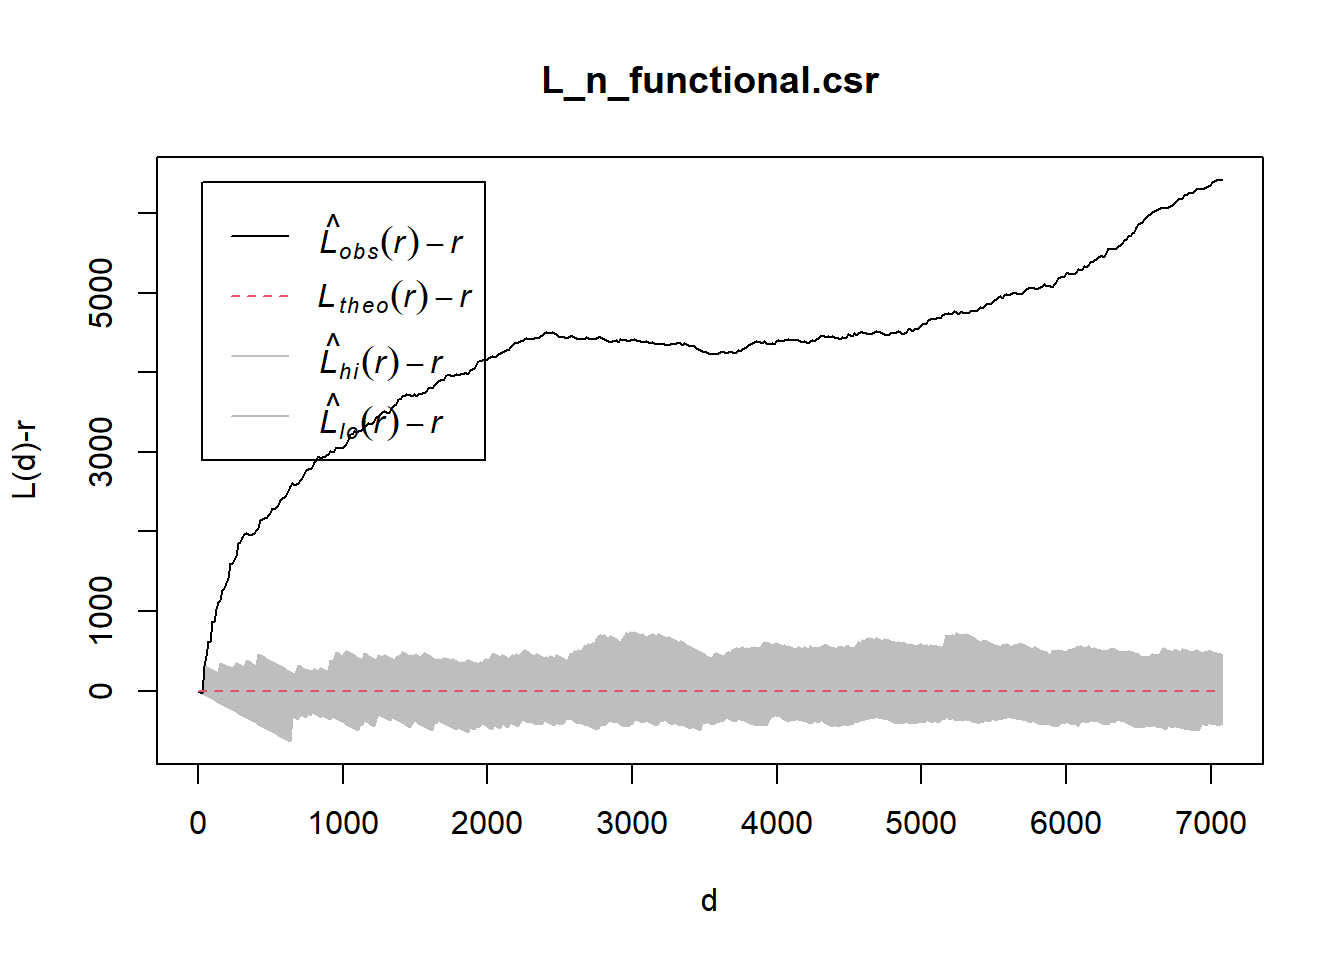 L_n_functional.csr
L̂obs(r) − r
Ltheo(r) − r
L̂hi(r) − r
L̂lo(r) − r
L(d)-r
5000
3000
1000
0
0 1000 2000 3000 4000 5000 6000 7000
d